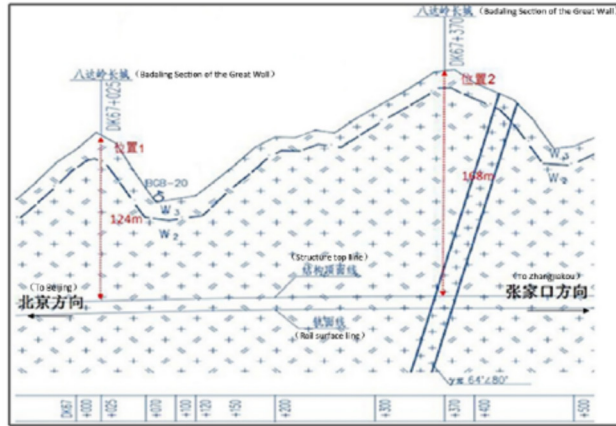 八达岭长城 (Badaling Section of the Great Wall)
DK67+025
位置1
124m
BGB-20
W3
W2
八达岭长城 (Badaling Section of the Great Wall)
DK67+370
位置2
168m
W3
W2
(Structure top line)
结构顶面线
(To Beijing)
北京方向
(To Zhangjiakou)
张家口方向
轨面线
(Rail surface ling)
64°∠80°
DK67 +000 +025 +070 +100 +120 +150 +200 +300 +370 +400 +500